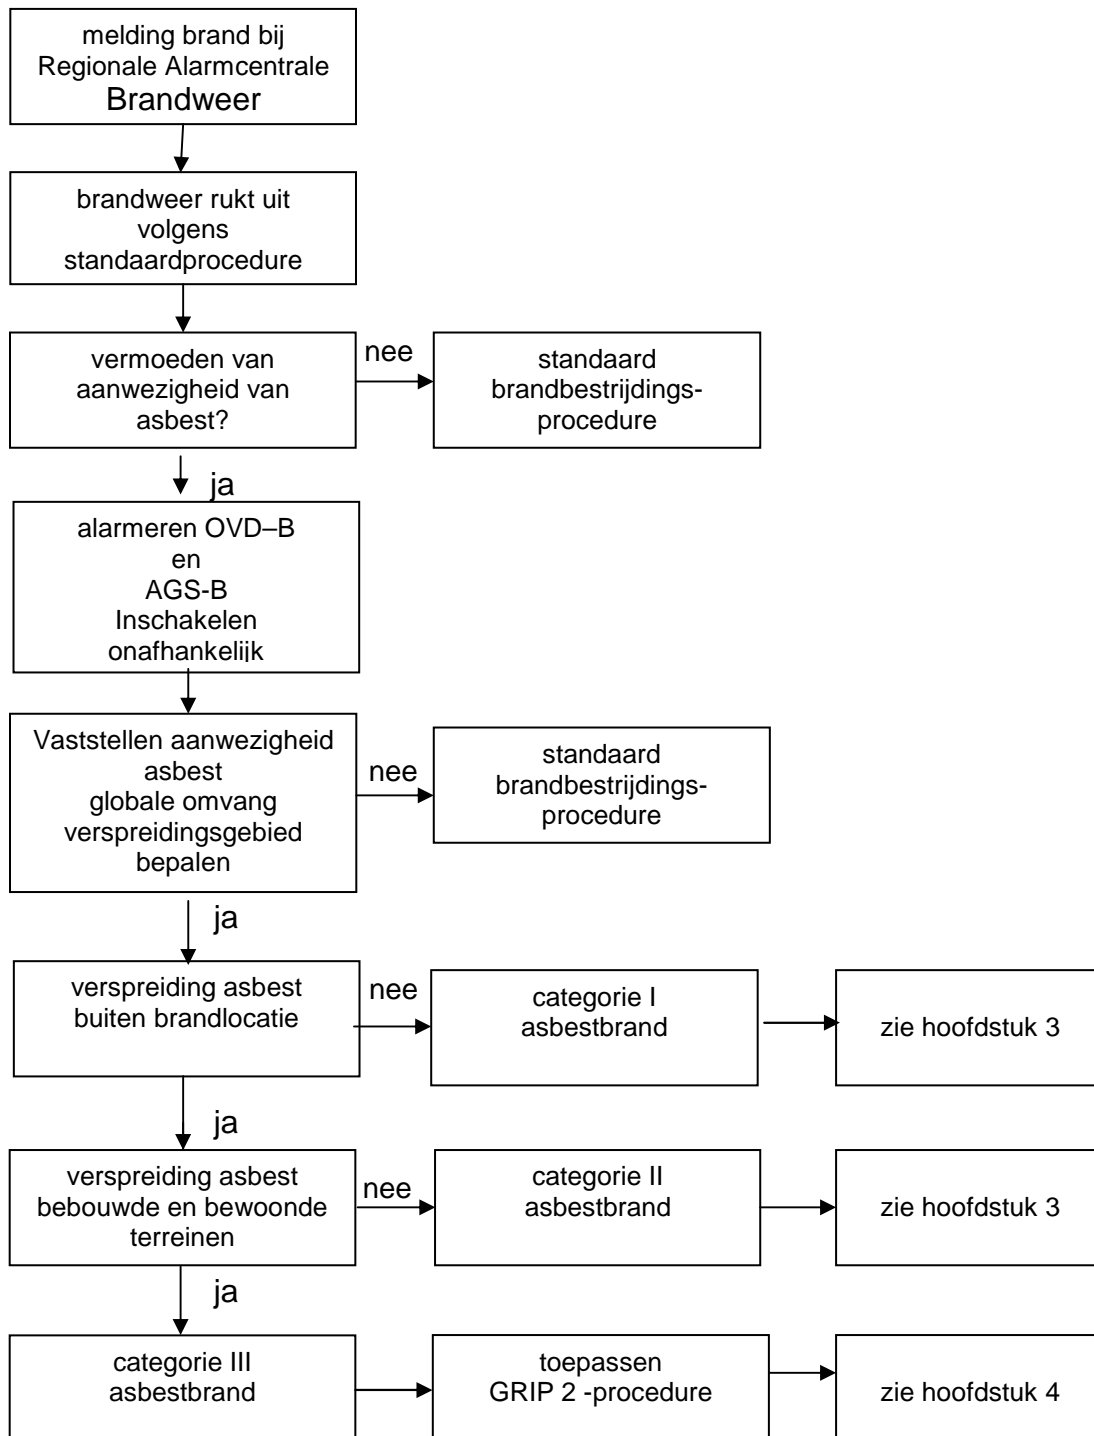 melding brand bij
Regionale Alarmcentrale
Brandweer
brandweer rukt uit
volgens
standaardprocedure
vermoeden van
aanwezigheid van
asbest?
nee
standaard
brandbestrijdings-
procedure
ja
alarmeren OVD–B
en
AGS-B
Inschakelen
onafhankelijk
Vaststellen aanwezigheid
asbest
globale omvang
verspreidingsgebied
bepalen
nee
standaard
brandbestrijdings-
procedure
ja
verspreiding asbest
buiten brandlocatie
nee
categorie I
asbestbrand
zie hoofdstuk 3
ja
verspreiding asbest
bebouwde en bewoonde
terreinen
nee
categorie II
asbestbrand
zie hoofdstuk 3
ja
categorie III
asbestbrand
toepassen
GRIP 2 -procedure
zie hoofdstuk 4